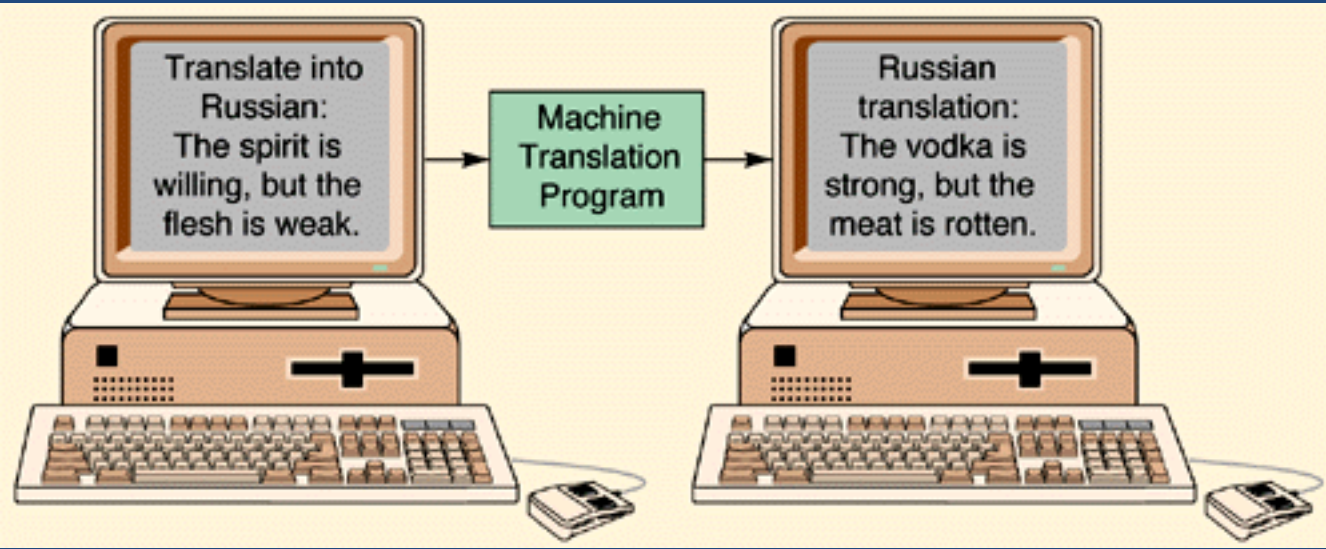 Translate into
Russian:
The spirit is
willing, but the
flesh is weak.
Machine
Translation
Program
Russian
translation:
The vodka is
strong, but the
meat is rotten.